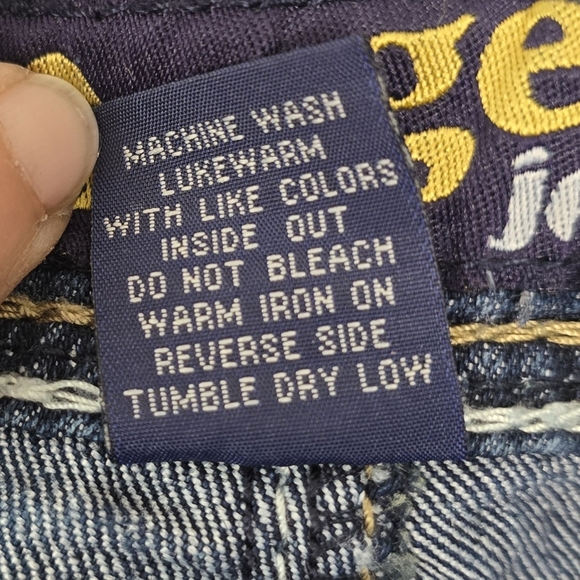 MACHINE WASH
LUKEWARM
WITH LIKE COLORS
INSIDE OUT
DO NOT BLEACH
WARM IRON ON
REVERSE SIDE
TUMBLE DRY LOW